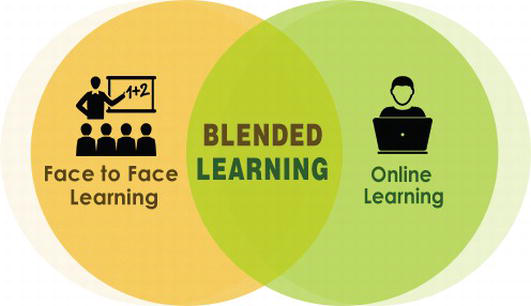 1+2
Face to Face
Learning
BLENDED
LEARNING
Online
Learning